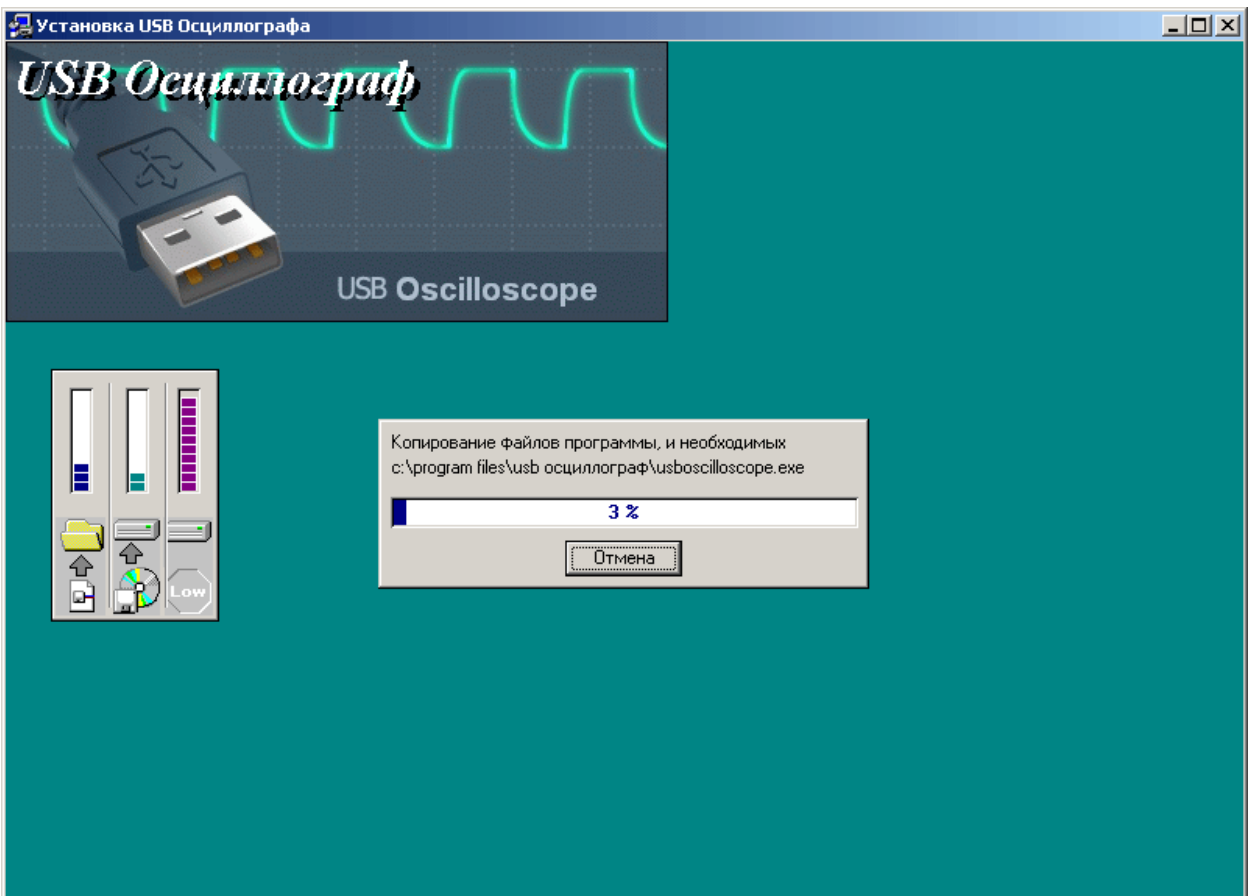 Установка USB Осциллографа
USB Осциллограф
USB Oscilloscope
Копирование файлов программы, и необходимых
c:\program files\usb осциллограф\usboscilloscope.exe
3 %
Отмена
Low